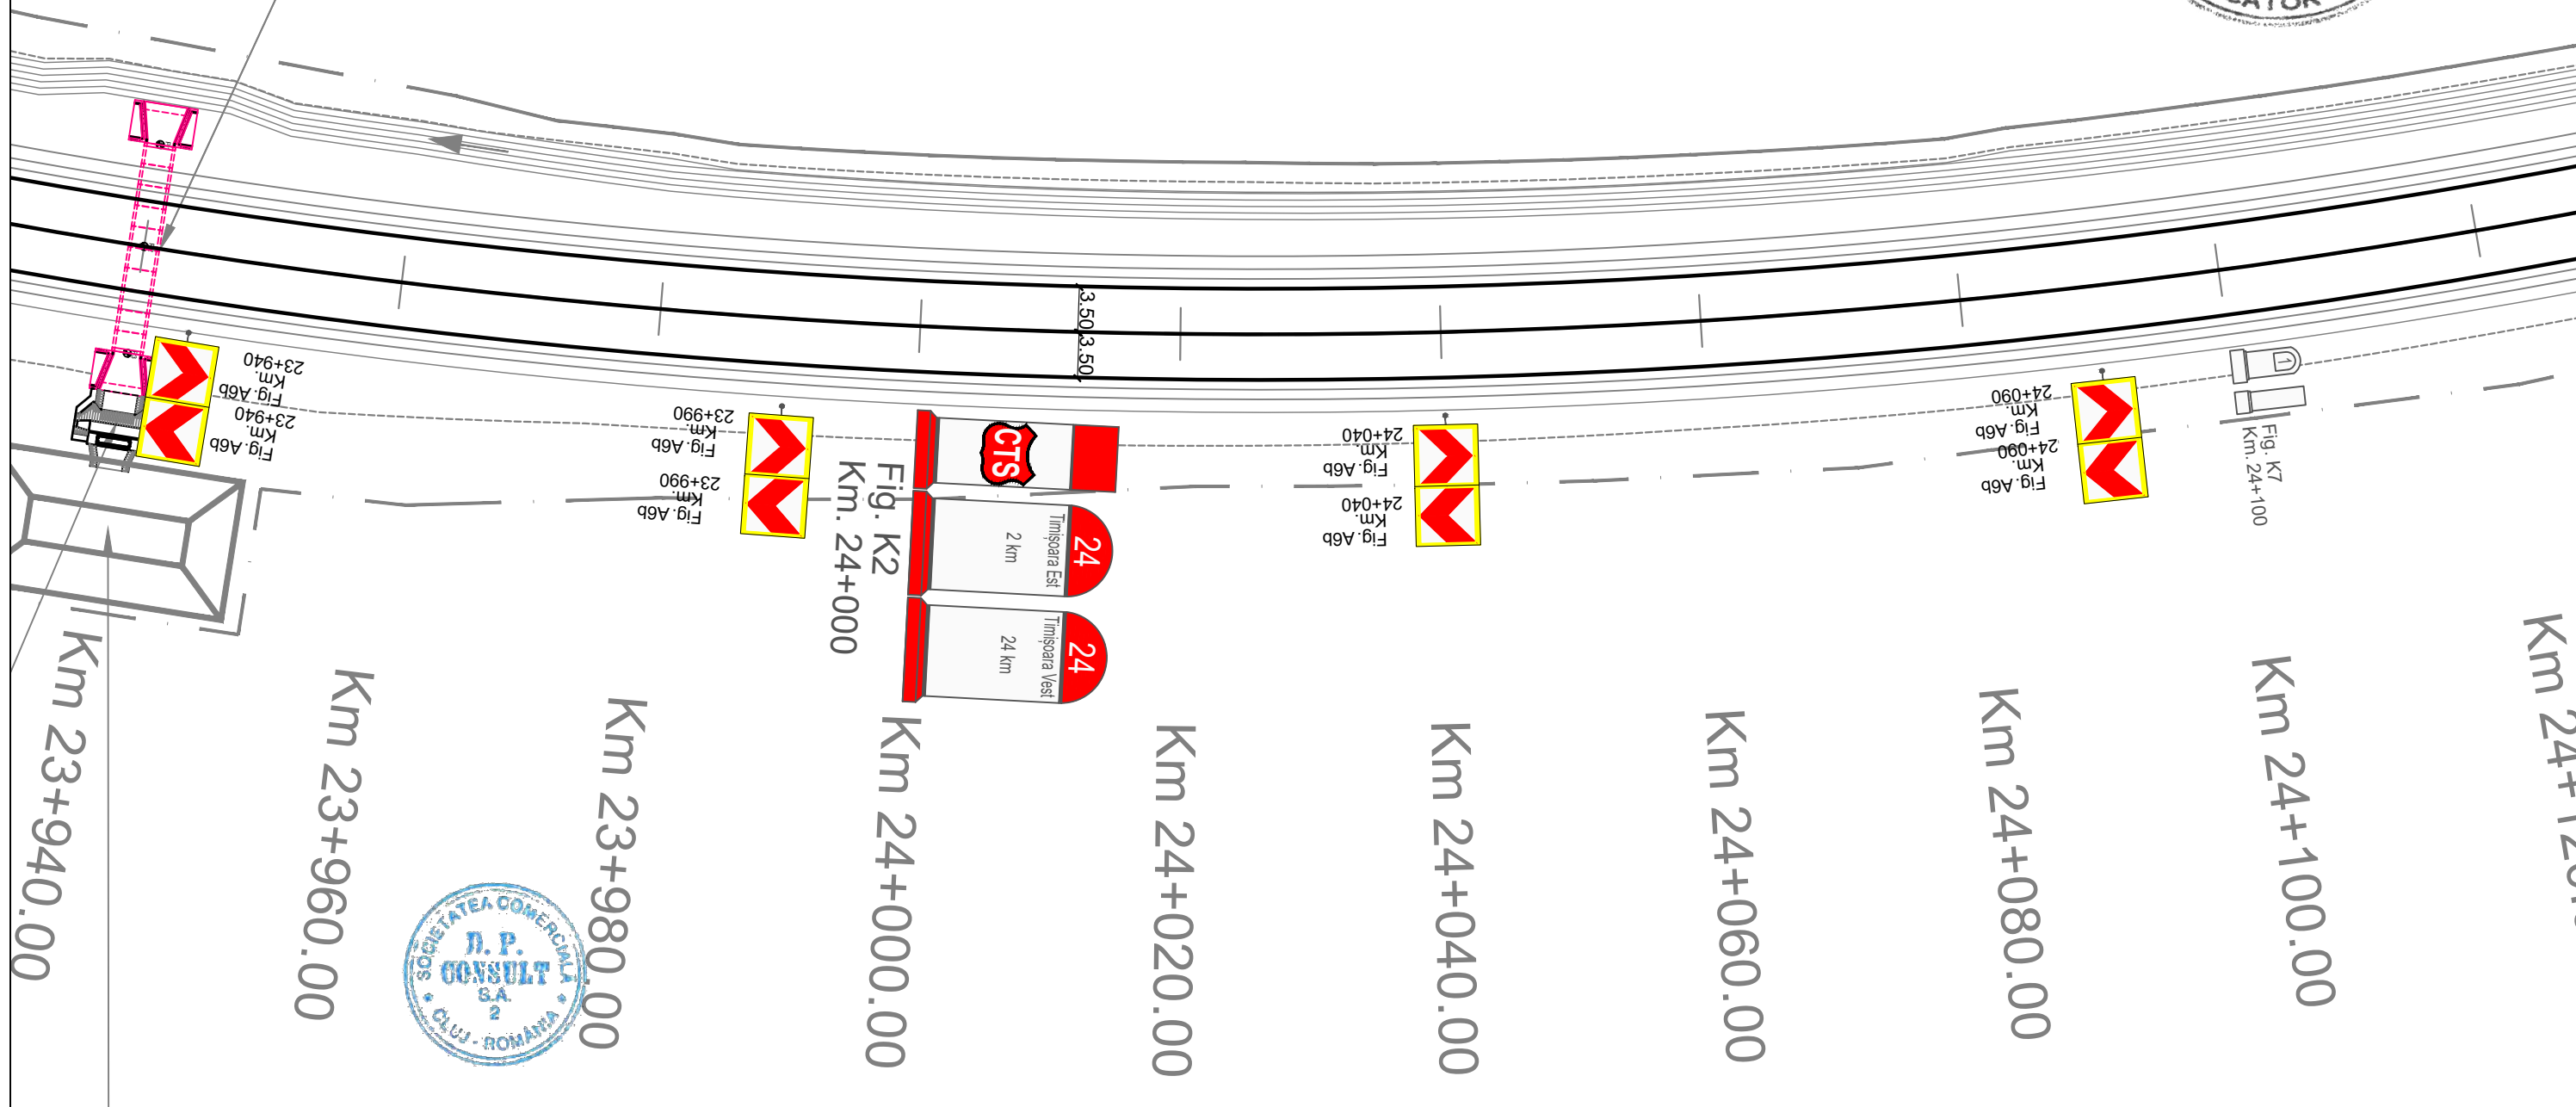 CATOR
3.50
3.50
Fig.A6b
Km.
23+940
Fig.A6b
Km.
23+940
Fig.A6b
Km.
23+990
Fig.A6b
Km.
23+990
Fig. K2
Km. 24+000
CTS
24
Timișoara Est
2 km
24
Timișoara Vest
24 km
Fig.A6b
Km.
24+040
Fig.A6b
Km.
24+040
Fig.A6b
Km.
24+090
Fig.A6b
Km.
24+090
1
Fig. K7
Km. 24+100
Km 23+940.00
Km 23+960.00
Km 23+980.00
Km 24+000.00
Km 24+020.00
Km 24+040.00
Km 24+060.00
Km 24+080.00
Km 24+100.00
SOCIETATEA COMERCIALĂ
D. P.
CONSULT
S.A.
2
CLUJ - ROMÂNIA